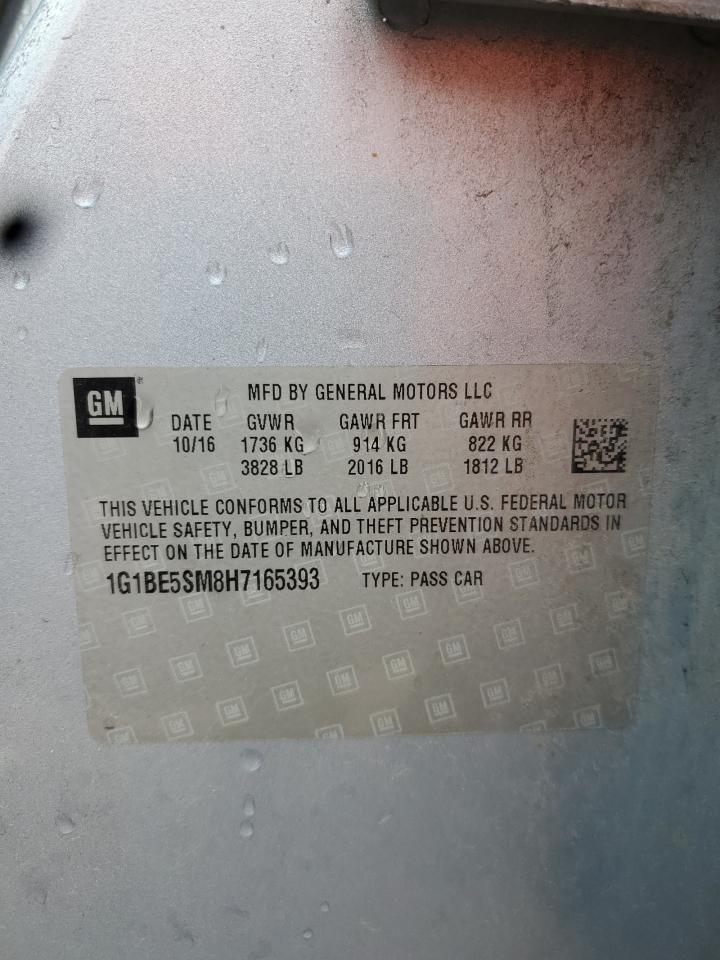 GM
MFD BY GENERAL MOTORS LLC
DATE GVWR GAWR FRT GAWR RR
10/16 1736 KG 914 KG 822 KG
3828 LB 2016 LB 1812 LB
THIS VEHICLE CONFORMS TO ALL APPLICABLE U.S. FEDERAL MOTOR
VEHICLE SAFETY, BUMPER, AND THEFT PREVENTION STANDARDS IN
EFFECT ON THE DATE OF MANUFACTURE SHOWN ABOVE.
1G1BE5SM8H7165393 TYPE: PASS CAR